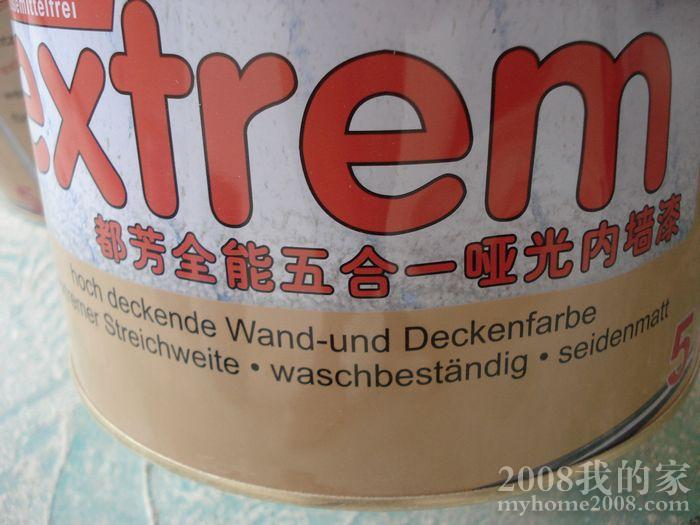 extrem
都芳全能五合一哑光内墙漆
hoch deckende Wand-und Deckenfarbe
Streichweite • waschbeständig • seidenmatt
5
2008我的家
myhome2008.com